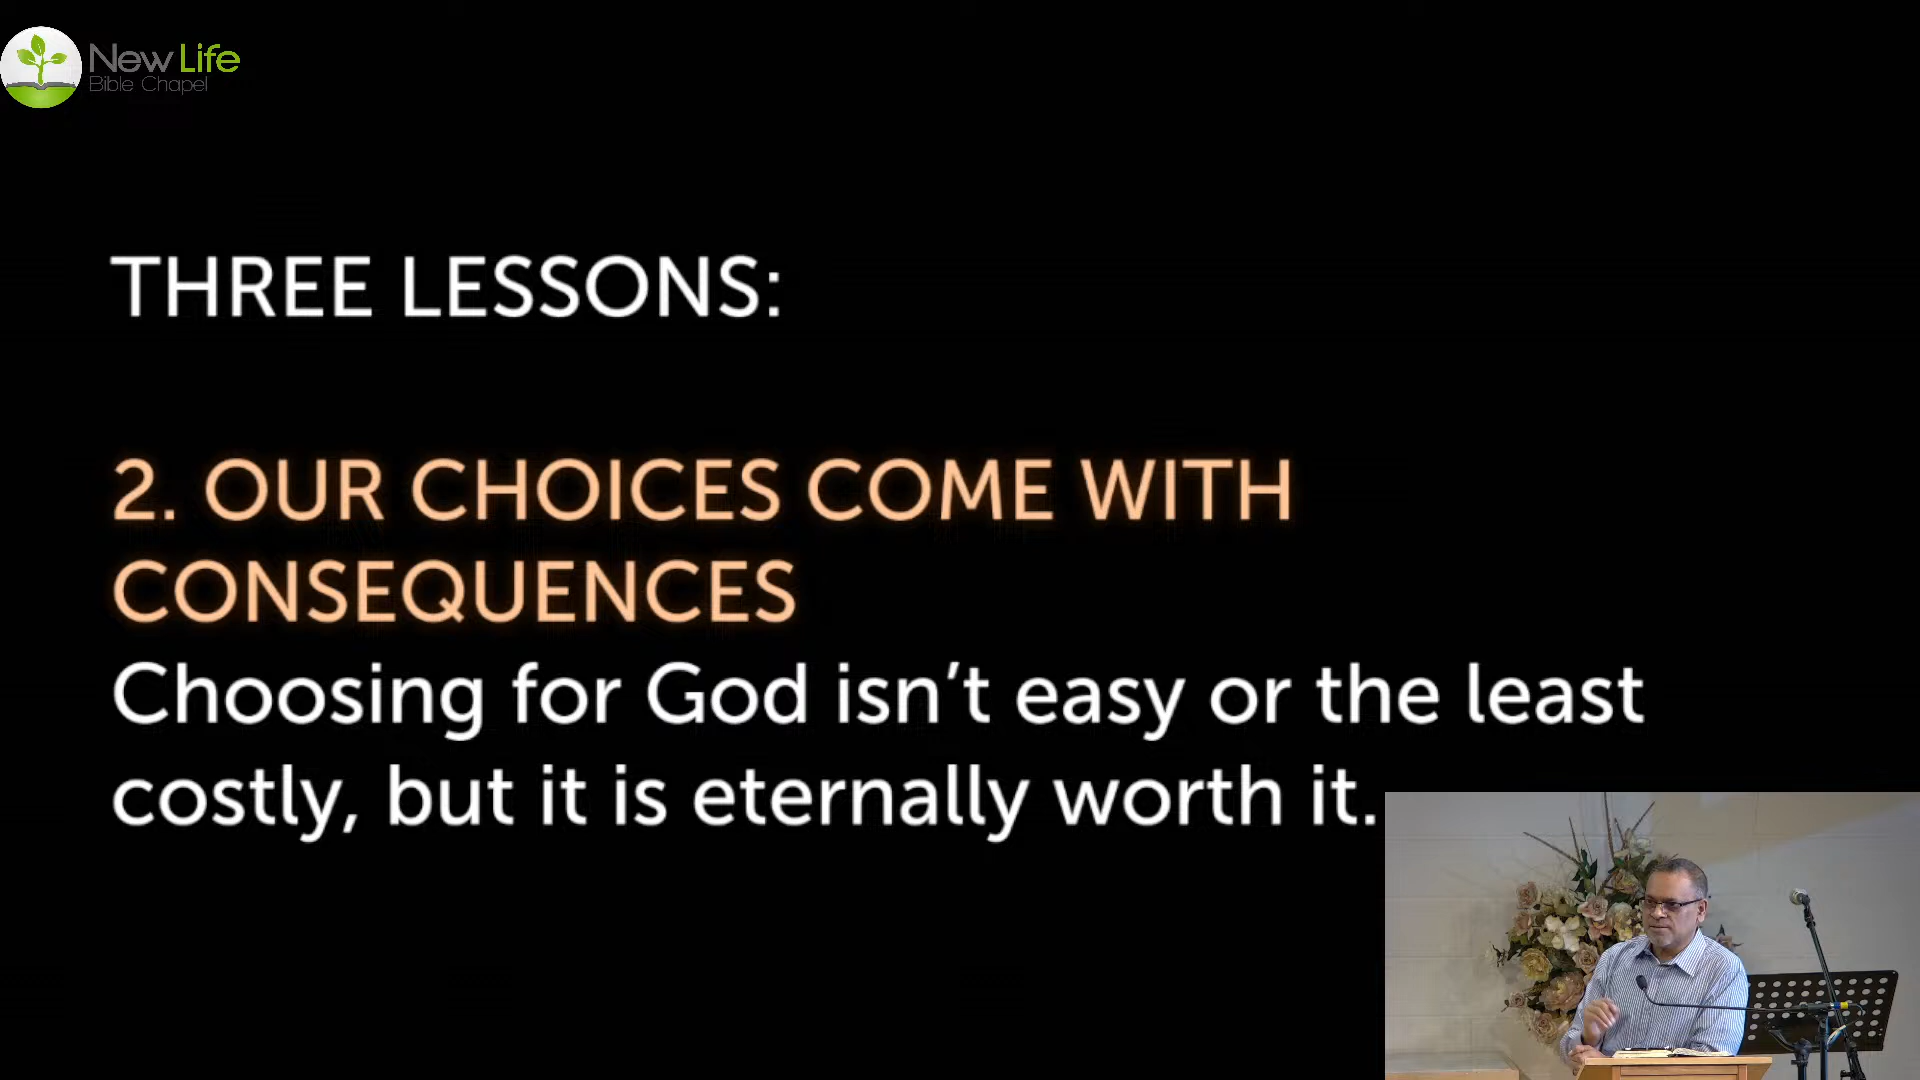 New Life
Bible Chapel
THREE LESSONS:
2. OUR CHOICES COME WITH
CONSEQUENCES
Choosing for God isn’t easy or the least
costly, but it is eternally worth it.